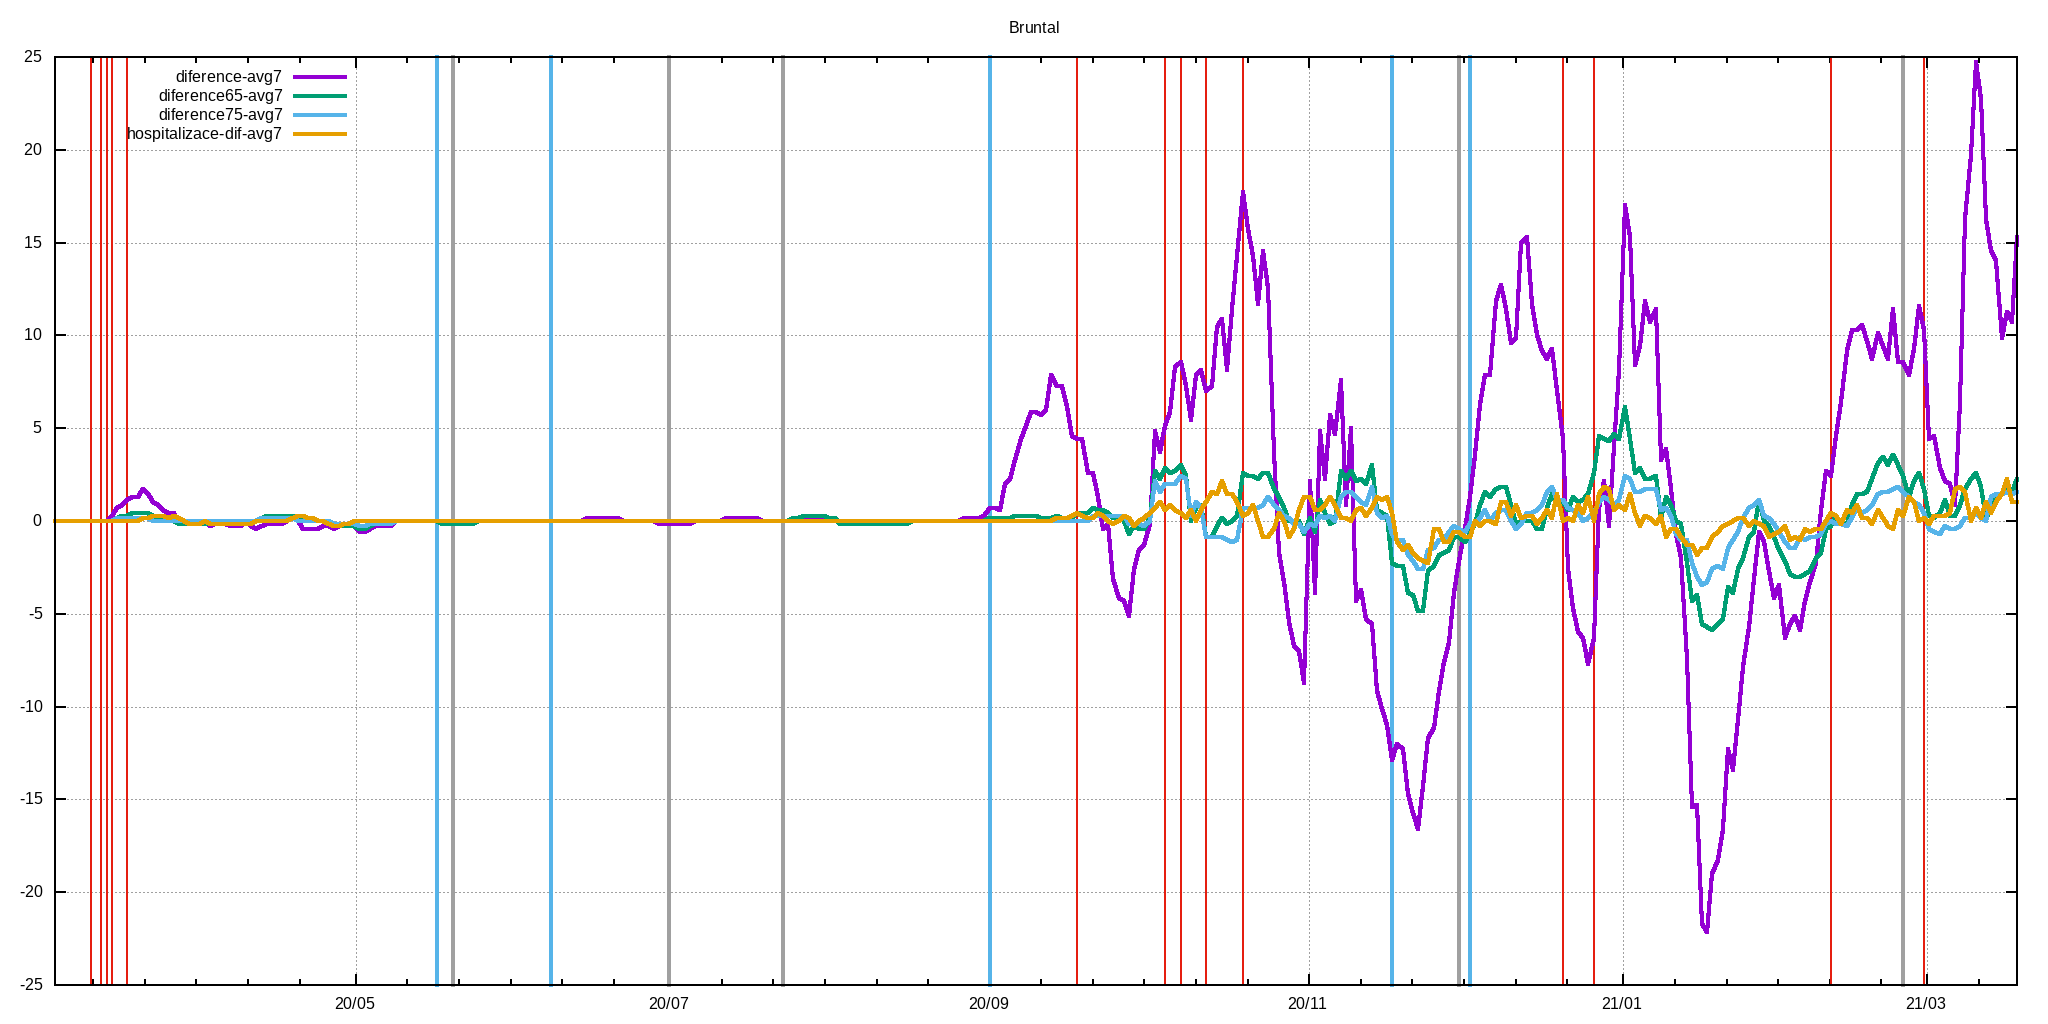 Bruntal
diference-avg7
diference65-avg7
diference75-avg7
hospitalizace-dif-avg7
25
20
15
10
5
0
-5
-10
-15
-20
-25
20/05 20/07 20/09 20/11 21/01 21/03